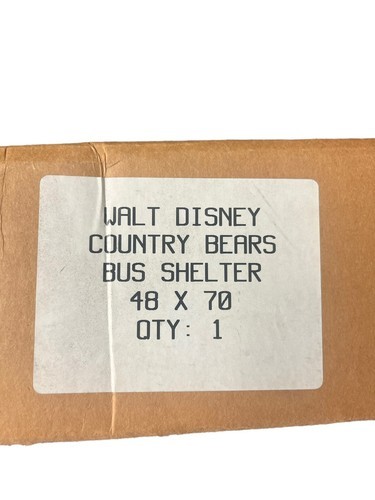 WALT DISNEY
COUNTRY BEARS
BUS SHELTER
48 X 70
QTY: 1